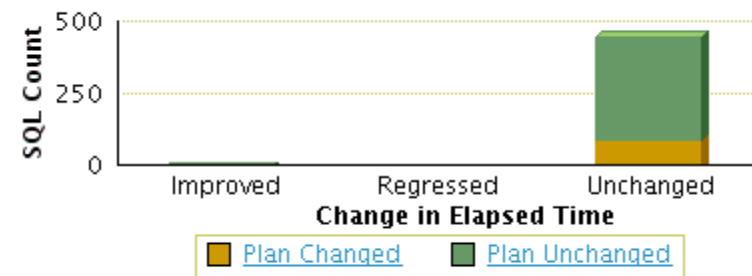 500
SQL Count
250
0
Improved Regressed Unchanged
Change in Elapsed Time
Plan Changed Plan Unchanged